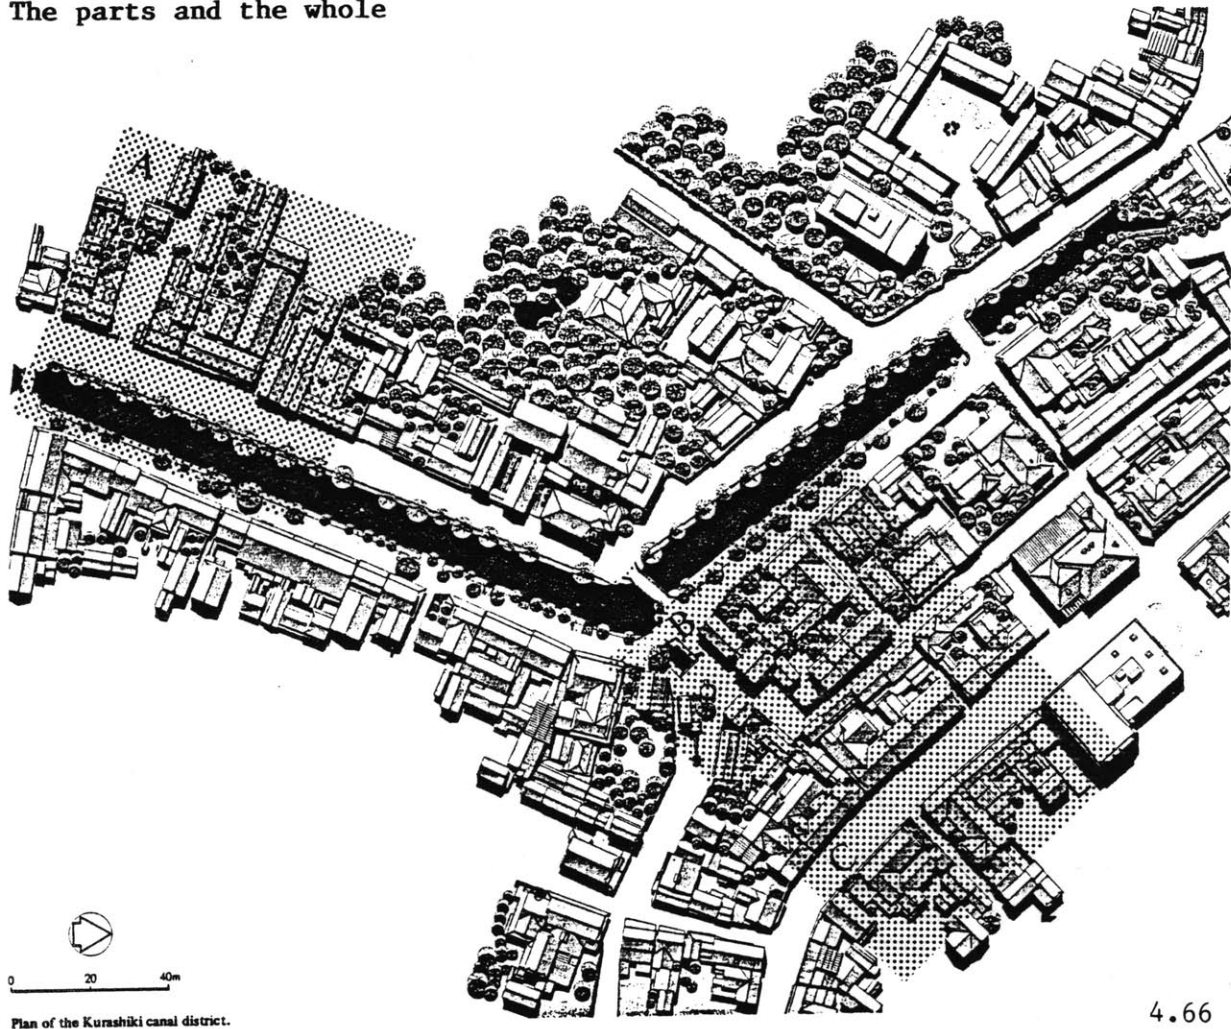 The parts and the whole
A
B
C
0 20 40m
Plan of the Kurashiki canal district.
4.66